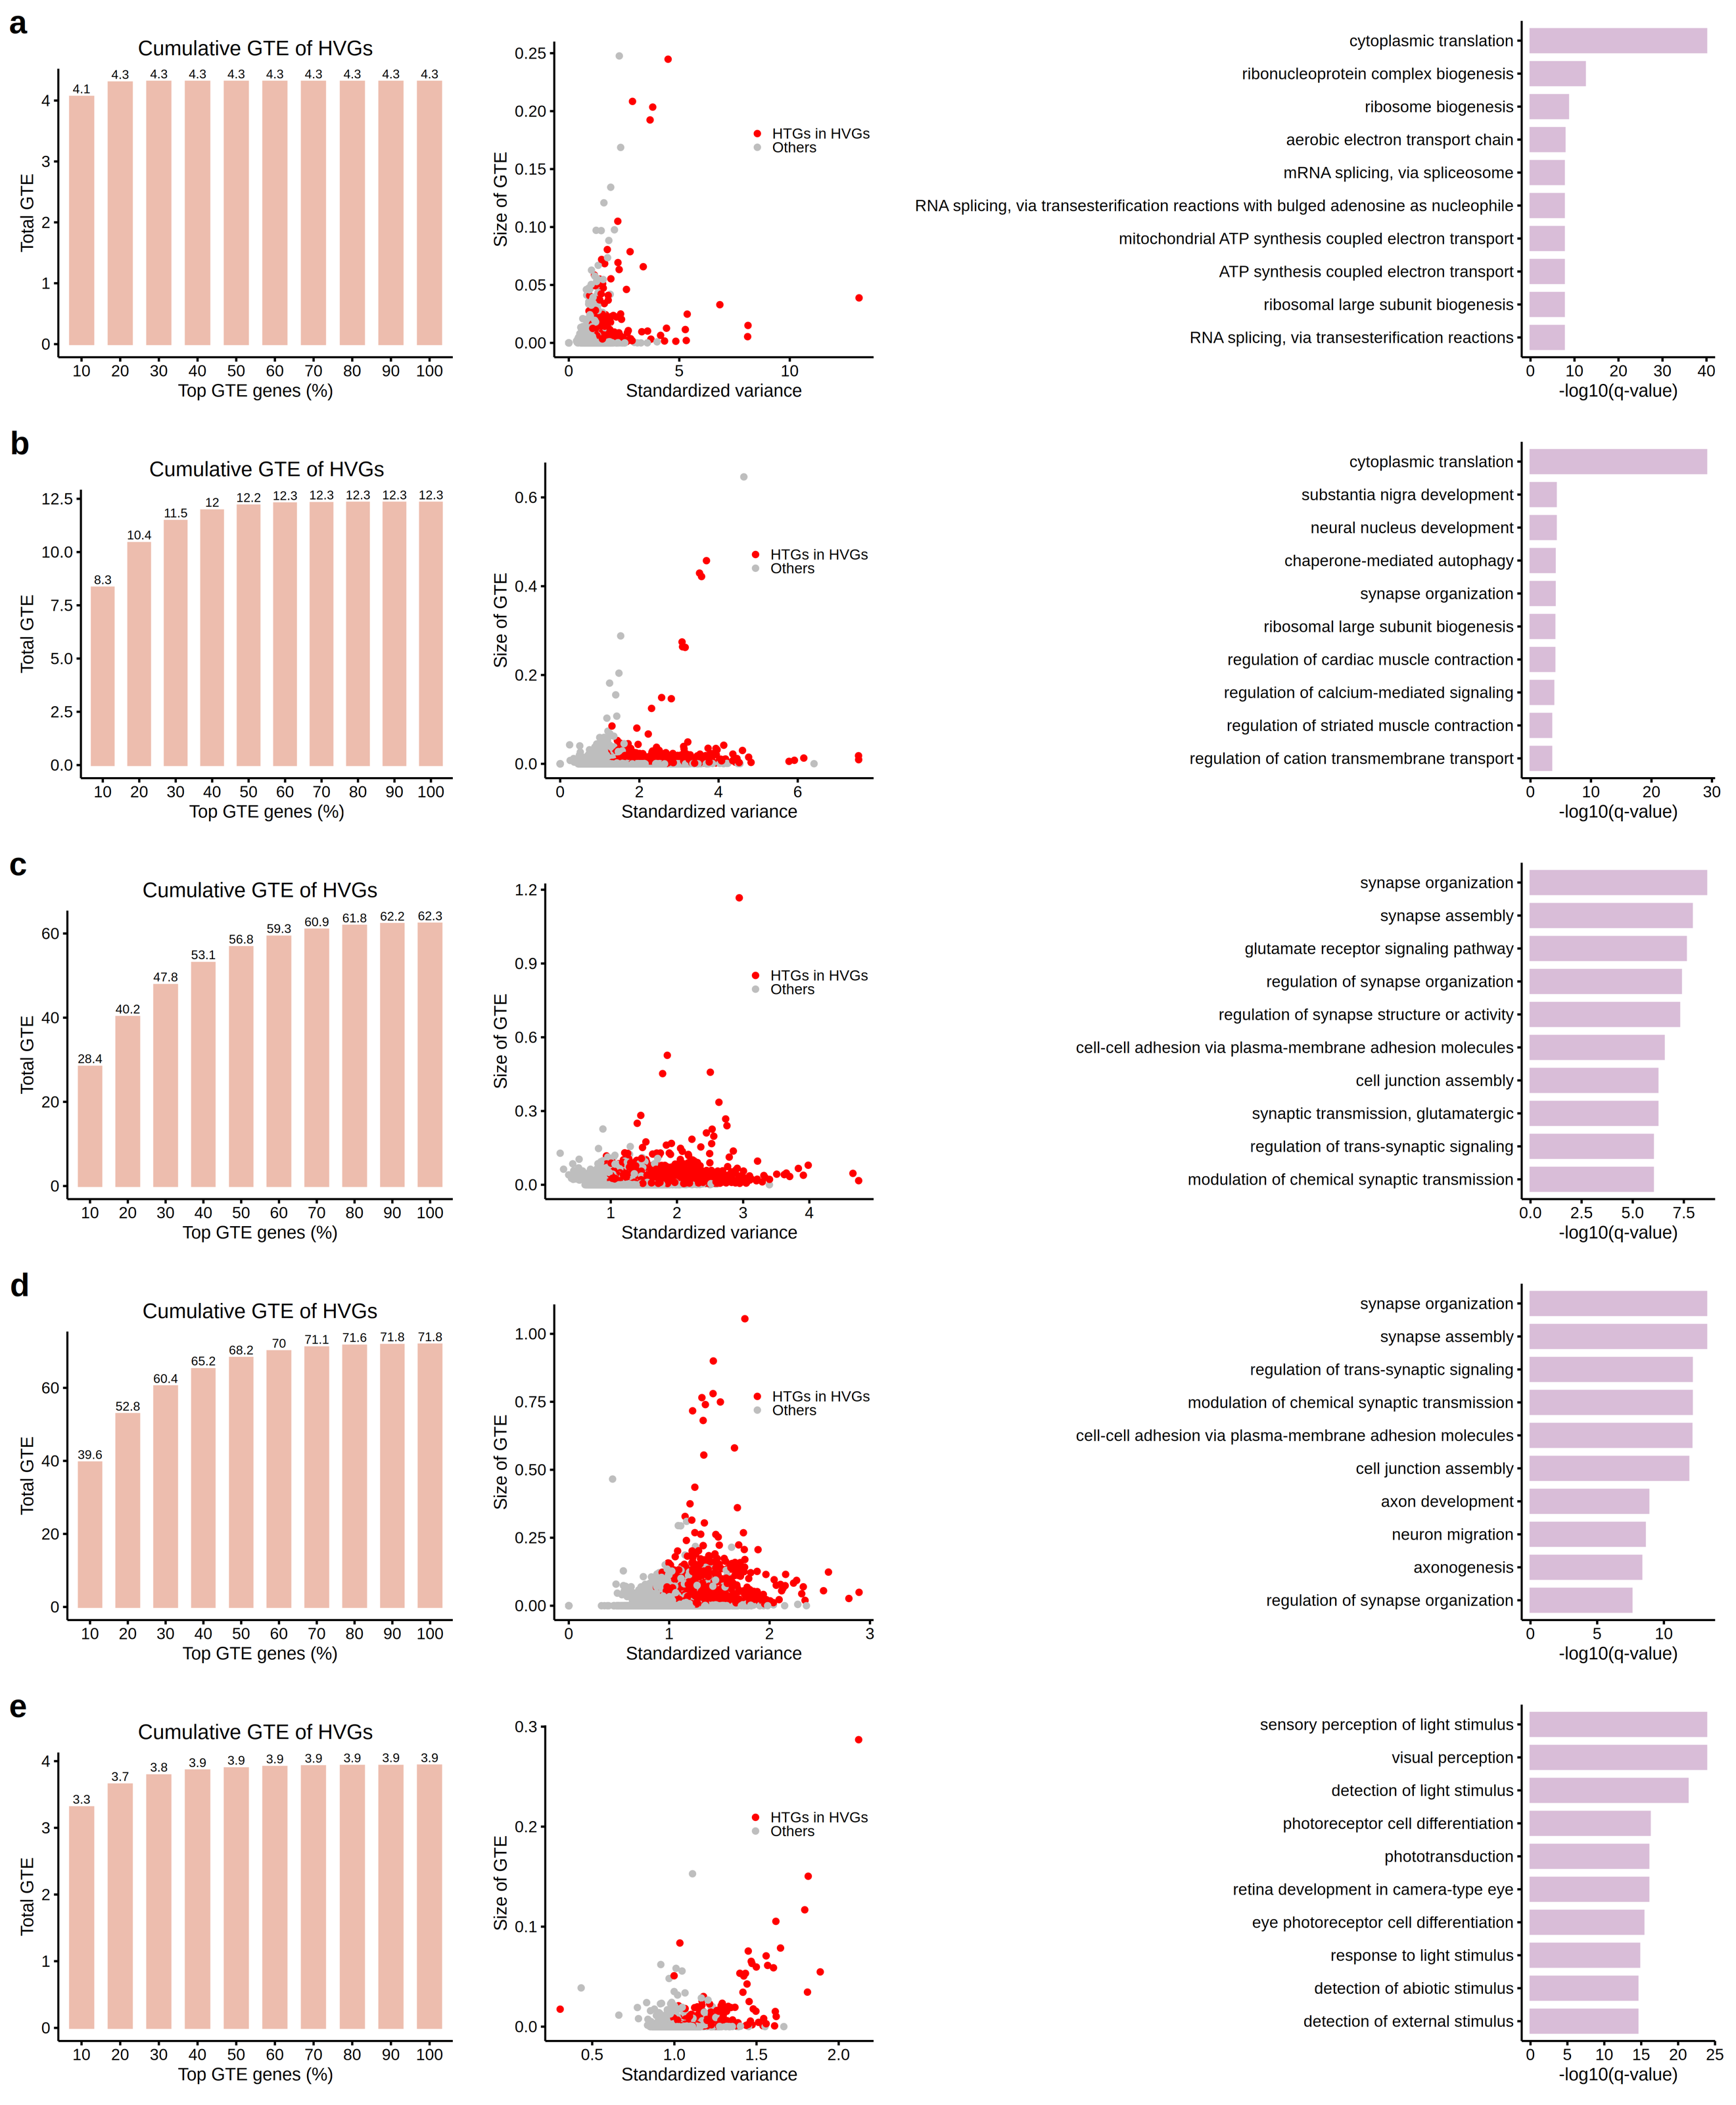 a
Cumulative GTE of HVGs
4.1 4.3 4.3 4.3 4.3 4.3 4.3 4.3 4.3 4.3
Total GTE
4
3
2
1
0
10 20 30 40 50 60 70 80 90 100
Top GTE genes (%)
Size of GTE
0.25
0.20
0.15
0.10
0.05
0.00
HTGs in HVGs
Others
0 5 10
Standardized variance
cytoplasmic translation
ribonucleoprotein complex biogenesis
ribosome biogenesis
aerobic electron transport chain
mRNA splicing, via spliceosome
RNA splicing, via transesterification reactions with bulged adenosine as nucleophile
mitochondrial ATP synthesis coupled electron transport
ATP synthesis coupled electron transport
ribosomal large subunit biogenesis
RNA splicing, via transesterification reactions
0 10 20 30 40
-log10(q-value)
b
Cumulative GTE of HVGs
8.3 10.4 11.5 12 12.2 12.3 12.3 12.3 12.3 12.3
Total GTE
12.5
10.0
7.5
5.0
2.5
0.0
10 20 30 40 50 60 70 80 90 100
Top GTE genes (%)
Size of GTE
0.6
0.4
0.2
0.0
HTGs in HVGs
Others
0 2 4 6
Standardized variance
cytoplasmic translation
substantia nigra development
neural nucleus development
chaperone-mediated autophagy
synapse organization
ribosomal large subunit biogenesis
regulation of cardiac muscle contraction
regulation of calcium-mediated signaling
regulation of striated muscle contraction
regulation of cation transmembrane transport
0 10 20 30
-log10(q-value)
c
Cumulative GTE of HVGs
28.4 40.2 47.8 53.1 56.8 59.3 60.9 61.8 62.2 62.3
Total GTE
60
40
20
0
10 20 30 40 50 60 70 80 90 100
Top GTE genes (%)
Size of GTE
1.2
0.9
0.6
0.3
0.0
HTGs in HVGs
Others
1 2 3 4
Standardized variance
synapse organization
synapse assembly
glutamate receptor signaling pathway
regulation of synapse organization
regulation of synapse structure or activity
cell-cell adhesion via plasma-membrane adhesion molecules
cell junction assembly
synaptic transmission, glutamatergic
regulation of trans-synaptic signaling
modulation of chemical synaptic transmission
0.0 2.5 5.0 7.5
-log10(q-value)
d
Cumulative GTE of HVGs
39.6 52.8 60.4 65.2 68.2 70 71.1 71.6 71.8 71.8
Total GTE
60
40
20
0
10 20 30 40 50 60 70 80 90 100
Top GTE genes (%)
Size of GTE
1.00
0.75
0.50
0.25
0.00
HTGs in HVGs
Others
0 1 2 3
Standardized variance
synapse organization
synapse assembly
regulation of trans-synaptic signaling
modulation of chemical synaptic transmission
cell-cell adhesion via plasma-membrane adhesion molecules
cell junction assembly
axon development
neuron migration
axonogenesis
regulation of synapse organization
0 5 10
-log10(q-value)
e
Cumulative GTE of HVGs
3.3 3.7 3.8 3.9 3.9 3.9 3.9 3.9 3.9 3.9
Total GTE
4
3
2
1
0
10 20 30 40 50 60 70 80 90 100
Top GTE genes (%)
Size of GTE
0.3
0.2
0.1
0.0
HTGs in HVGs
Others
0.5 1.0 1.5 2.0
Standardized variance
sensory perception of light stimulus
visual perception
detection of light stimulus
photoreceptor cell differentiation
phototransduction
retina development in camera-type eye
eye photoreceptor cell differentiation
response to light stimulus
detection of abiotic stimulus
detection of external stimulus
0 5 10 15 20 25
-log10(q-value)